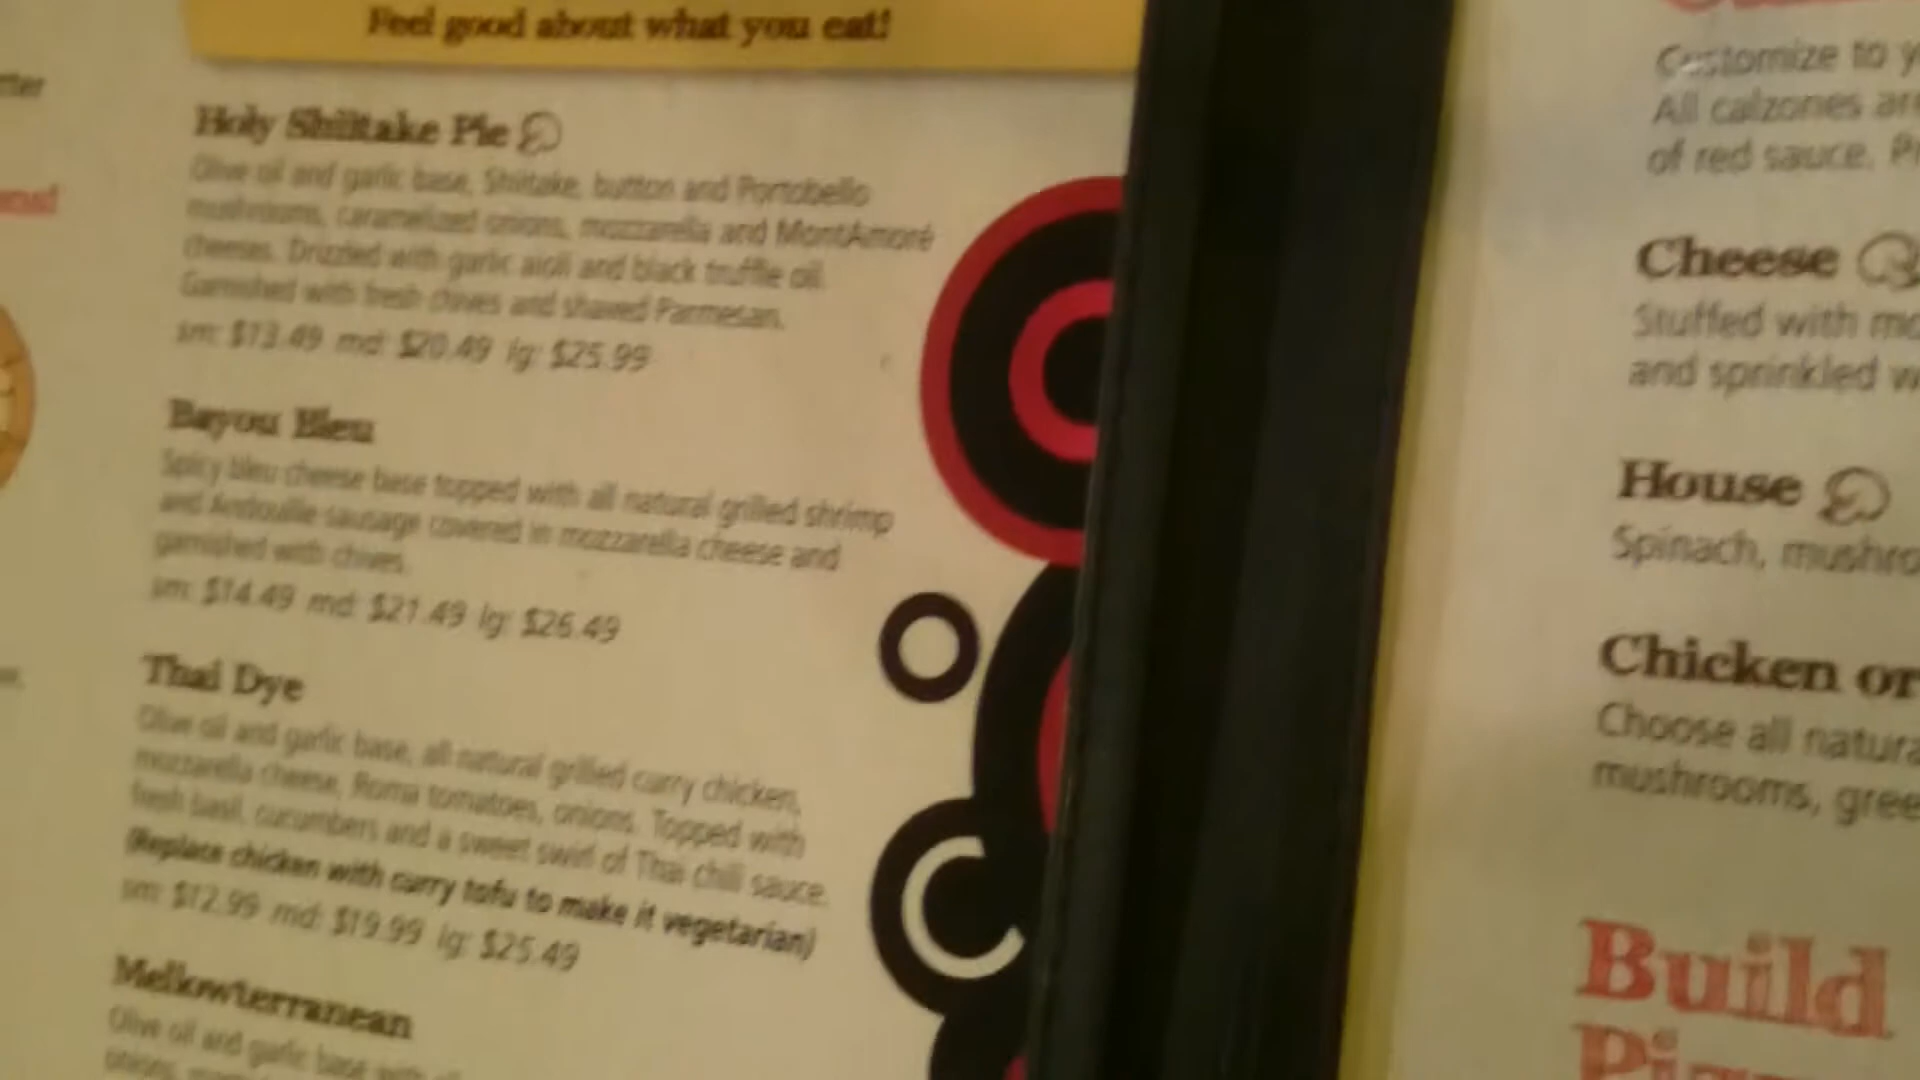 Feel good about what you eat!
Holy Shiitake Pie
Olive oil and garlic base, Shiitake, button and Portobello
mushrooms, caramelized onions, mozzarella and MontAmoré
cheeses. Drizzled with garlic aioli and black truffle oil.
Garnished with fresh chives and shaved Parmesan.
sm: $13.49 md: $20.49 lg: $25.99
Bayou Bleu
Spicy bleu cheese base topped with all natural grilled shrimp
and Andouille sausage covered in mozzarella cheese and
garnished with chives.
sm: $14.49 md: $21.49 lg: $26.49
Thai Dye
Olive oil and garlic base, all natural grilled curry chicken,
mozzarella cheese, Roma tomatoes, onions. Topped with
fresh basil, cucumbers and a sweet swirl of Thai chili sauce.
(Replace chicken with curry tofu to make it vegetarian)
sm: $12.99 md: $19.99 lg: $25.49
Mellowterranean
Olive oil and garlic base with
onions,
Customize to
All calzones
of red sauce.
Cheese
Stuffed with
and sprinkled
House
Spinach,
Chicken or
Choose all
mushrooms,
Build